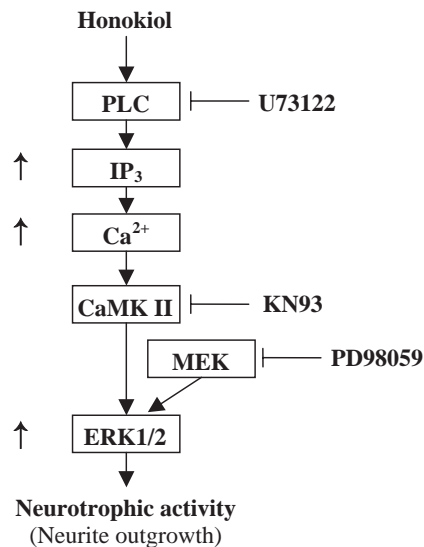 Honokiol
PLC
U73122
↑ IP₃
↑ Ca²⁺
CaMK II
KN93
MEK
PD98059
↑ ERK1/2
Neurotrophic activity
(Neurite outgrowth)